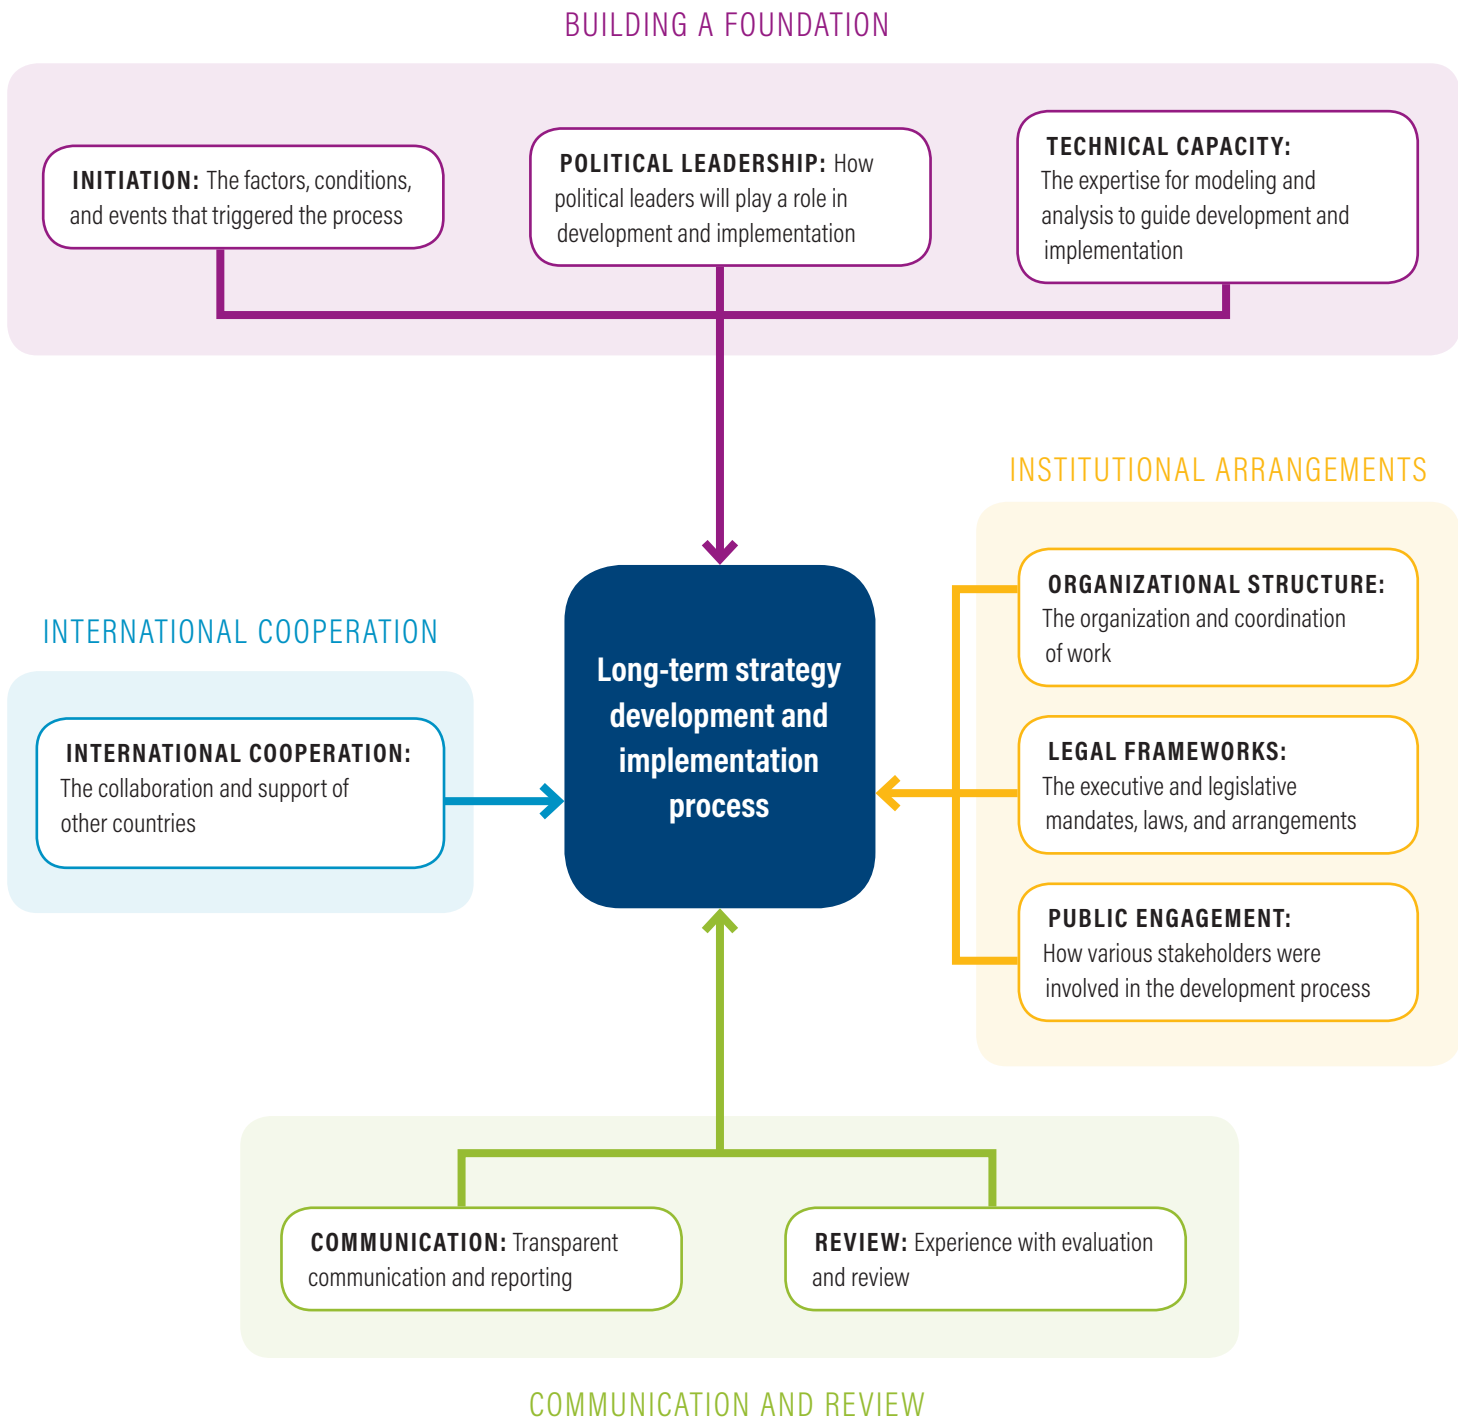 BUILDING A FOUNDATION
INITIATION: The factors, conditions,
and events that triggered the process
POLITICAL LEADERSHIP: How
political leaders will play a role in
development and implementation
TECHNICAL CAPACITY:
The expertise for modeling and
analysis to guide development and
implementation
INSTITUTIONAL ARRANGEMENTS
ORGANIZATIONAL STRUCTURE:
The organization and coordination
of work
LEGAL FRAMEWORKS:
The executive and legislative
mandates, laws, and arrangements
PUBLIC ENGAGEMENT:
How various stakeholders were
involved in the development process
INTERNATIONAL COOPERATION
INTERNATIONAL COOPERATION:
The collaboration and support of
other countries
Long-term strategy
development and
implementation
process
COMMUNICATION: Transparent
communication and reporting
REVIEW: Experience with evaluation
and review
COMMUNICATION AND REVIEW